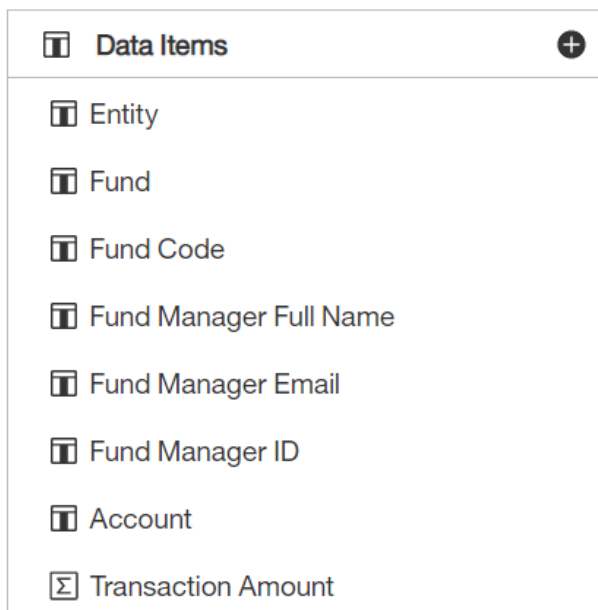 Data Items
Entity
Fund
Fund Code
Fund Manager Full Name
Fund Manager Email
Fund Manager ID
Account
Transaction Amount